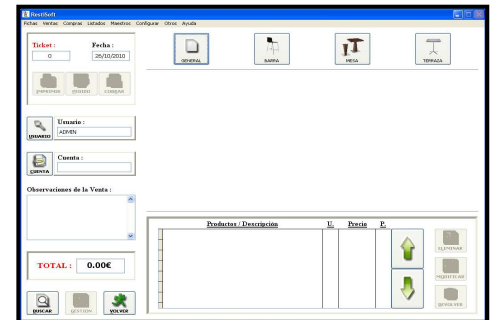 RestiSoft
Fichas Ventas Compras Listados Maestros Configurar Otros Ayuda
Ticket : Fecha :
0 26/10/2010
GENERAL BARRA MESA TERRAZA
IMPRIMIR COBRAR
Usuario :
ADMIN
USUARIO
Cuenta :
CUENTA
Observaciones de la Venta :
Productos / Descripción U. Precio P.
ELIMINAR
MODIFICAR
DEVOLVER
TOTAL : 0.00€
BUSCAR GESTION VOLVER